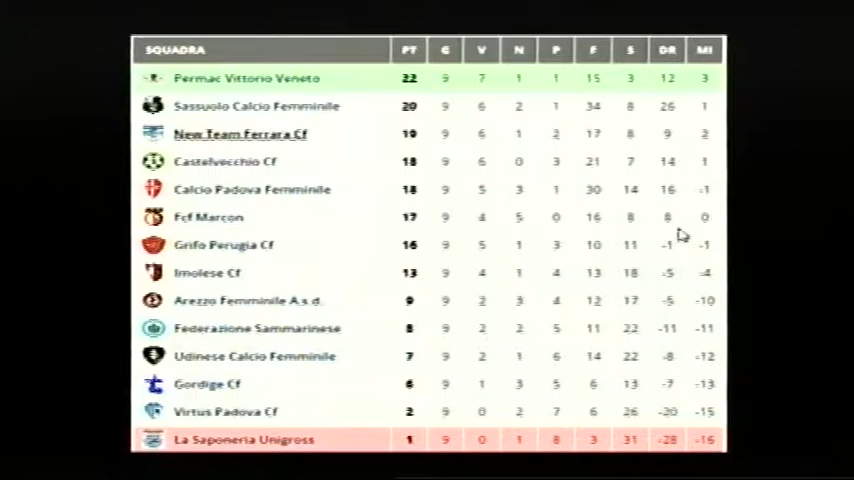 SQUADRA PT G V N P F S DR MI
Permac Vittorio Veneto 22 9 7 1 1 15 3 12 3
Sassuolo Calcio Femminile 20 9 6 2 1 34 8 26 1
New Team Ferrara Cf 19 9 6 1 2 17 8 9 2
Castelvecchio Cf 18 9 6 0 3 21 7 14 1
Calcio Padova Femminile 18 9 5 3 1 30 14 16 -1
Fcf Marcon 17 9 4 5 0 16 8 8 0
Grifo Perugia Cf 16 9 5 1 3 10 11 -1 -1
Imolese Cf 13 9 4 1 4 13 18 -5 -4
Arezzo Femminile A.s.d. 9 9 2 3 4 12 17 -5 -10
Federazione Sammarinese 8 9 2 2 5 11 22 -11 -11
Udinese Calcio Femminile 7 9 2 1 6 14 22 -8 -12
Gordige Cf 6 9 1 3 5 6 13 -7 -13
Virtus Padova Cf 2 9 0 2 7 6 26 -20 -15
La Saponeria Unigross 1 9 0 1 8 3 31 -28 -16